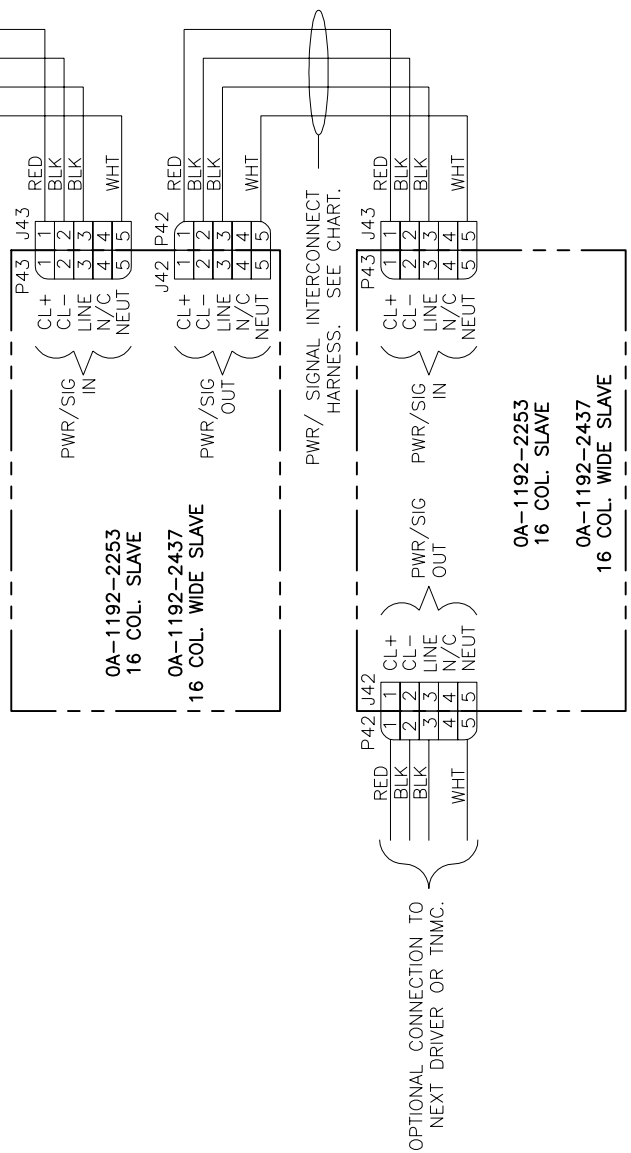 P43 J43
CL+ 1 1 RED
CL- 2 2 BLK
LINE 3 3 BLK
N/C 4 4
NEUT 5 5 WHT
PWR/SIG
IN
J42 P42
CL+ 1 1 RED
CL- 2 2 BLK
LINE 3 3 BLK
N/C 4 4
NEUT 5 5 WHT
PWR/SIG
OUT
0A-1192-2253
16 COL. SLAVE
0A-1192-2437
16 COL. WIDE SLAVE
PWR/ SIGNAL INTERCONNECT
HARNESS. SEE CHART.
P43 J43
CL+ 1 1 RED
CL- 2 2 BLK
LINE 3 3 BLK
N/C 4 4
NEUT 5 5 WHT
PWR/SIG
IN
P42 J42
RED 1 1 CL+
BLK 2 2 CL-
BLK 3 3 LINE
4 4 N/C
WHT 5 5 NEUT
PWR/SIG
OUT
0A-1192-2253
16 COL. SLAVE
0A-1192-2437
16 COL. WIDE SLAVE
OPTIONAL CONNECTION TO
NEXT DRIVER OR TNMC.